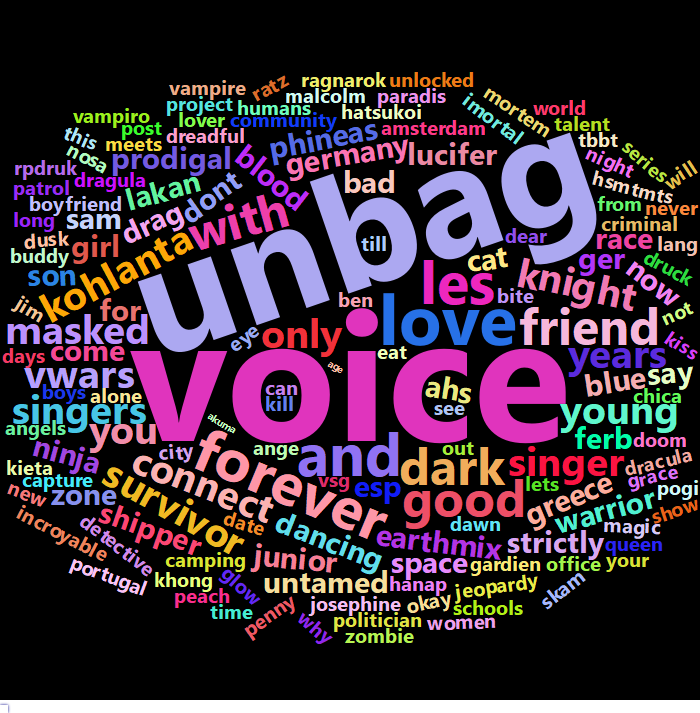 vampire ratz ragnarok unlocked
project humans malcolm paradis mortem
vampiro lover community hatsukoi imortal world
this post dreadful phineas amsterdam talent
nosa meets prodigal blood germany lucifer tbbt series
rpdruk dragula lakan dont bad night will
patrol boyfriend drag with unbag hsmtmts from never
long sam kohlanta till dear criminal
dusk girl les cat ger race lang
buddy son knight now druck
jim for ben love bite not
masked eye only friend kiss
days come voice eat age years say
vwars boys can ahs blue chica
singers alone kill see young
angels you akuma out ferb doom
ninja city forever ange and dark singer dracula
kieta capture connect vsg esp good lets greece grace pogi
new zone survivor date dancing dawn warrior magic show
incroyable detective shipper earthmix strictly queen
portugal camping junior space gardien office your
khong glow untamed hanap jeopardy skam
peach josephine okay schools
time penny why politician women
zombie